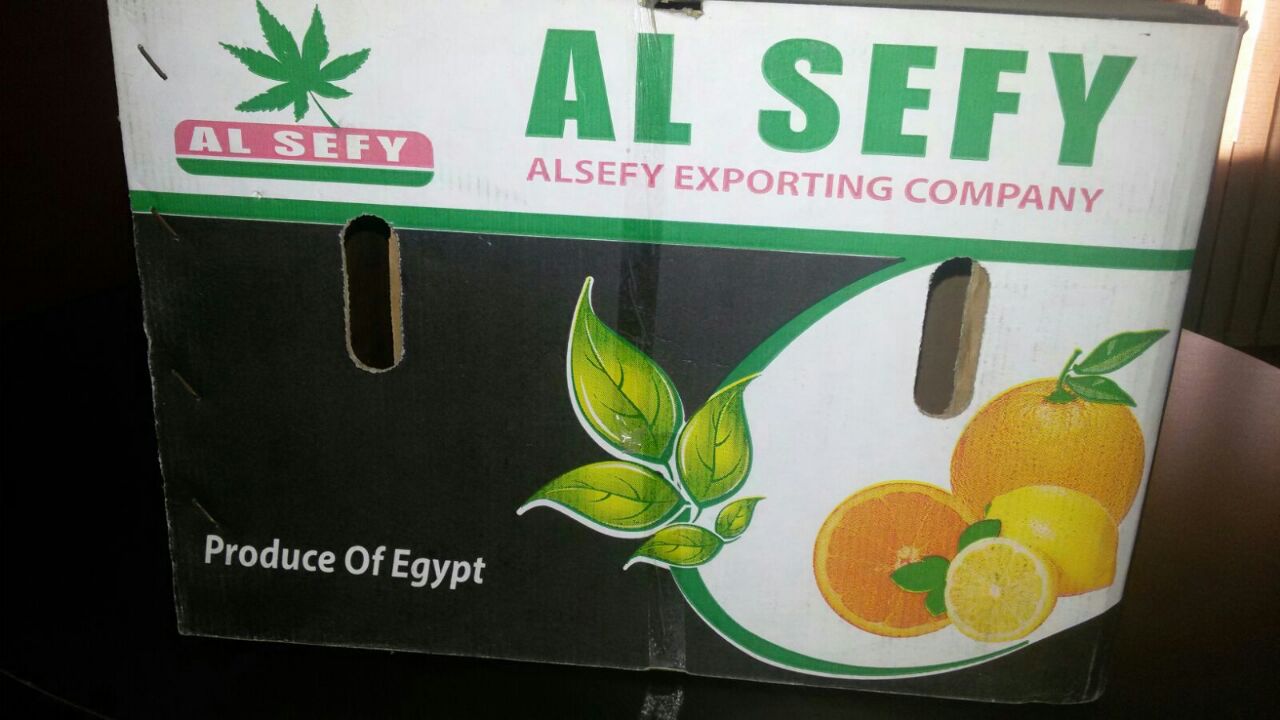 AL SEFY
AL SEFY
ALSEFY EXPORTING COMPANY
Produce Of Egypt